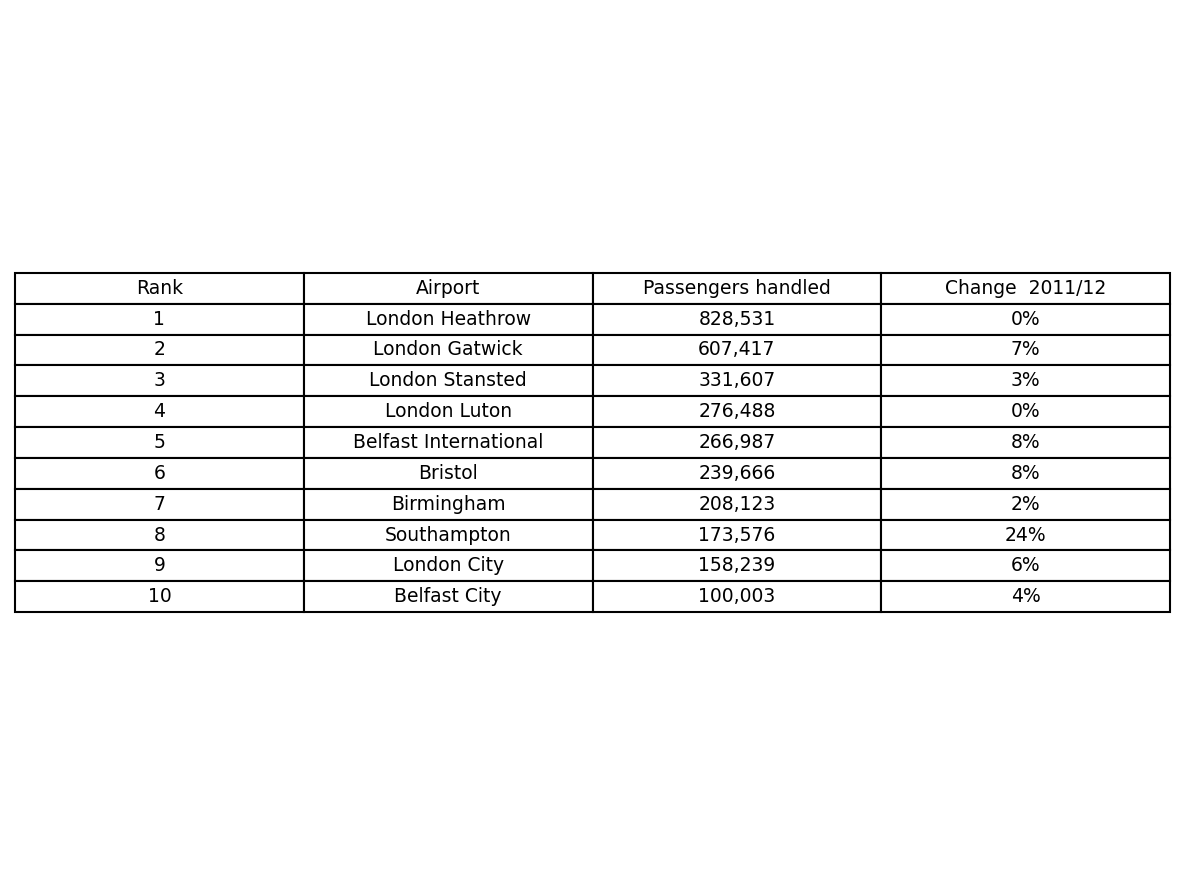 Rank Airport Passengers handled Change  2011/12
1 London Heathrow 828,531 0%
2 London Gatwick 607,417 7%
3 London Stansted 331,607 3%
4 London Luton 276,488 0%
5 Belfast International 266,987 8%
6 Bristol 239,666 8%
7 Birmingham 208,123 2%
8 Southampton 173,576 24%
9 London City 158,239 6%
10 Belfast City 100,003 4%